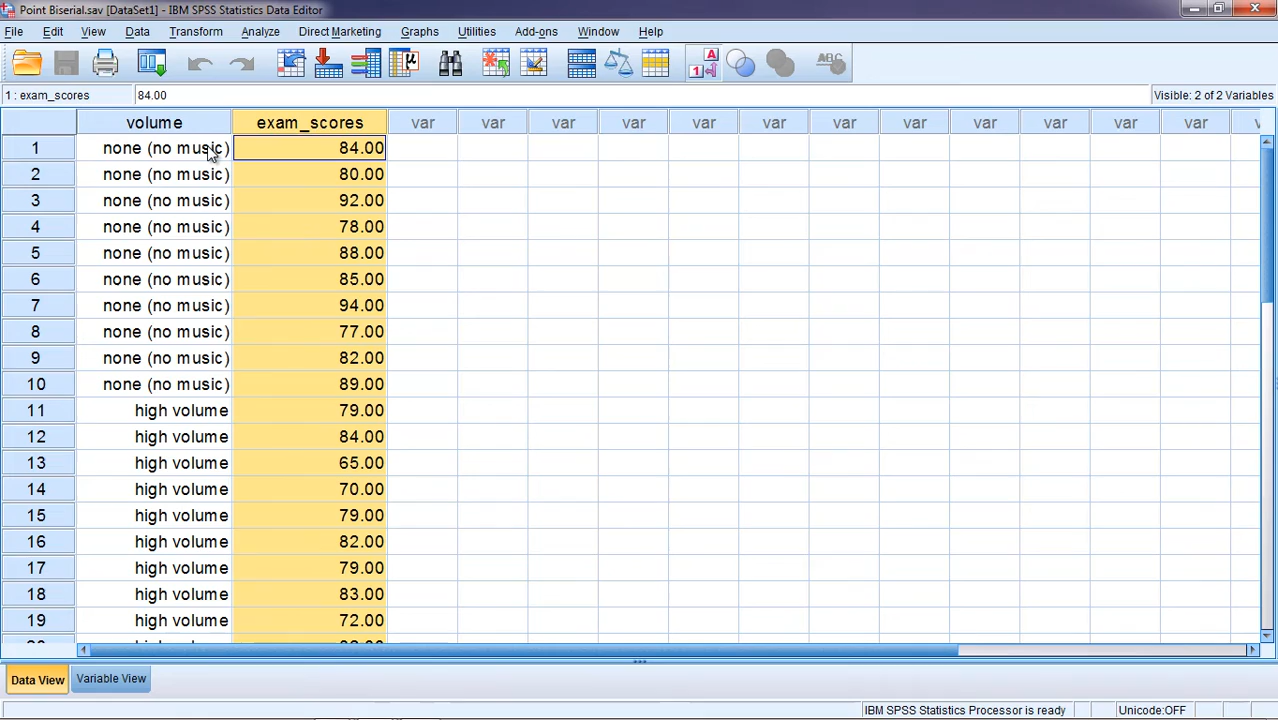 Point Biserial.sav [DataSet1] - IBM SPSS Statistics Data Editor
File Edit View Data Transform Analyze Direct Marketing Graphs Utilities Add-ons Window Help
1 : exam_scores 84.00 Visible: 2 of 2 Variables
volume exam_scores var var var var var var var var var var var var
1 none (no music) 84.00
2 none (no music) 80.00
3 none (no music) 92.00
4 none (no music) 78.00
5 none (no music) 88.00
6 none (no music) 85.00
7 none (no music) 94.00
8 none (no music) 77.00
9 none (no music) 82.00
10 none (no music) 89.00
11 high volume 79.00
12 high volume 84.00
13 high volume 65.00
14 high volume 70.00
15 high volume 79.00
16 high volume 82.00
17 high volume 79.00
18 high volume 83.00
19 high volume 72.00
Data View Variable View
IBM SPSS Statistics Processor is ready Unicode:OFF